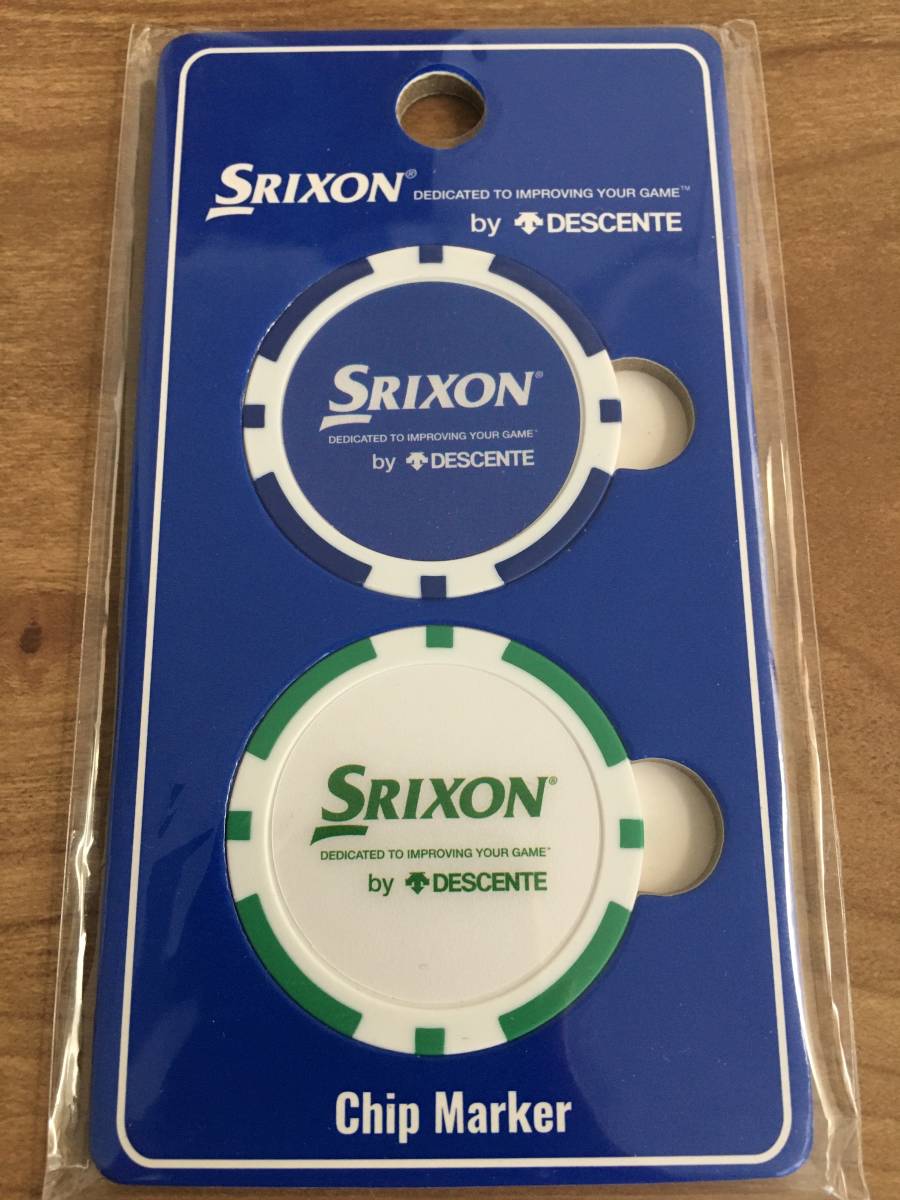 SRIXON® DEDICATED TO IMPROVING YOUR GAME™
by DESCENTE
SRIXON®
DEDICATED TO IMPROVING YOUR GAME™
by DESCENTE
SRIXON®
DEDICATED TO IMPROVING YOUR GAME™
by DESCENTE
Chip Marker